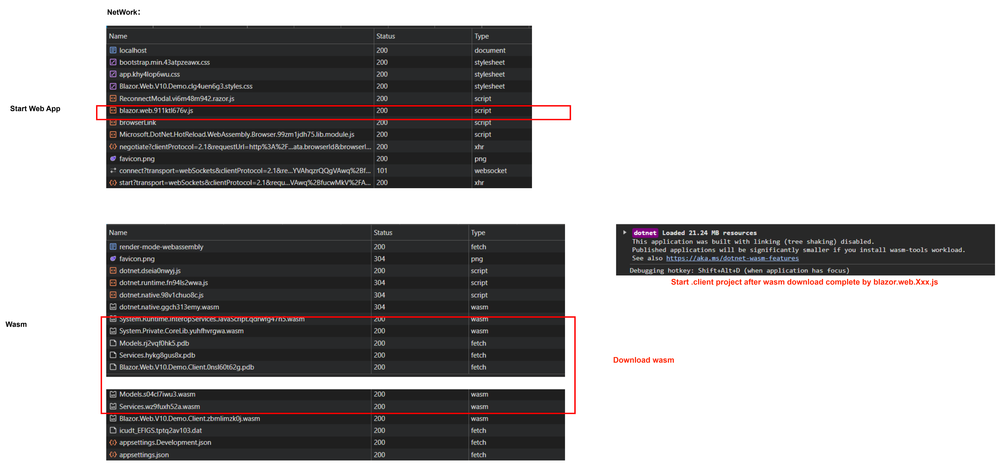 NetWork：
Name Status Type
localhost 200 document
bootstrap.min.43atpzeawx.css 200 stylesheet
app.khy4lop6wu.css 200 stylesheet
Blazor.Web.V10.Demo.clg4uen6g3.styles.css 200 stylesheet
ReconnectModal.vi6m48m942.razor.js 200 script
Start Web App
blazor.web.911ktl676v.js 200 script
browserLink 200 script
Microsoft.DotNet.HotReload.WebAssembly.Browser.99zm1jdh75.lib.module.js 200 script
negotiate?clientProtocol=2.1&requestUrl=http%3A%2F...ata.browserId&browserI... 200 xhr
favicon.png 200 png
connect?transport=webSockets&clientProtocol=2.1&re...YVAhqzrQQgVAwq%2Bf... 101 websocket
start?transport=webSockets&clientProtocol=2.1&requ...VAwq%2BfucwMkV%2FA... 200 xhr
Name Status Type
render-mode-webassembly 200 fetch
favicon.png 304 png
dotnet.dseia0nwyj.js 200 script
dotnet.runtime.fn94ls2wwa.js 304 script
dotnet.native.98v1chuo8c.js 304 script
dotnet.native.ggch313emy.wasm 304 wasm
Wasm
System.Runtime.InteropServices.JavaScript.qdrwfg47n5.wasm 200 wasm
System.Private.CoreLib.yuhfhvrgwa.wasm 200 wasm
Models.rj2vqf0hk5.pdb 200 fetch
Services.hykg8gus8x.pdb 200 fetch
Blazor.Web.V10.Demo.Client.0nsl60t62g.pdb 200 fetch
Models.s04cl7iwu3.wasm 200 wasm
Services.wz9fuxh52a.wasm 200 wasm
Blazor.Web.V10.Demo.Client.zbmlimzk0j.wasm 200 wasm
icudt_EFIGS.tptq2av103.dat 200 fetch
appsettings.Development.json 200 fetch
appsettings.json 200 fetch
dotnet Loaded 21.24 MB resources
This application was built with linking (tree shaking) disabled.
Published applications will be significantly smaller if you install wasm-tools workload.
See also https://aka.ms/dotnet-wasm-features
Debugging hotkey: Shift+Alt+D (when application has focus)
Start .client project after wasm download complete by blazor.web.Xxx.js
Download wasm